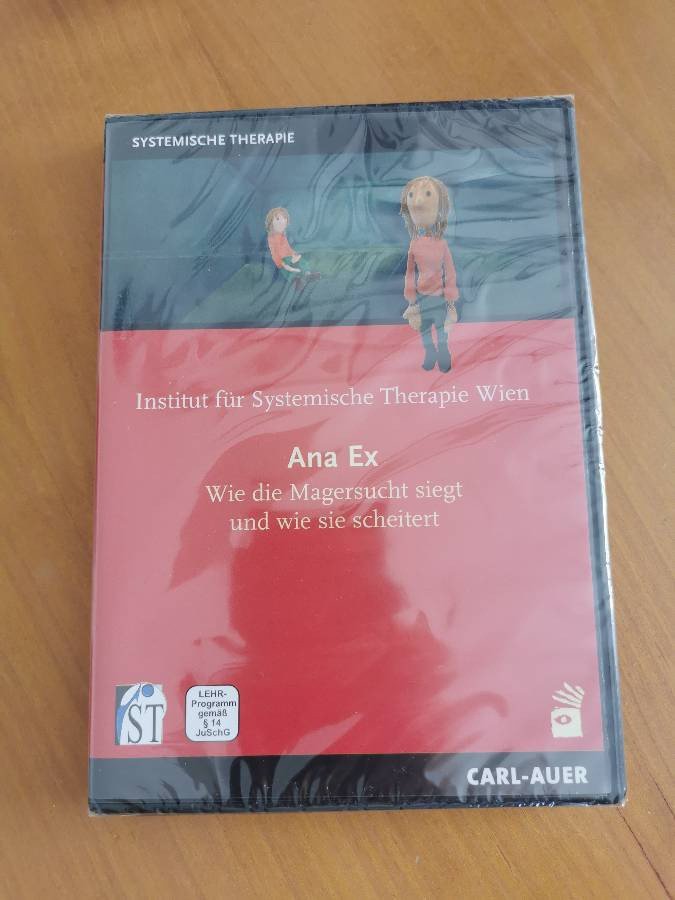 SYSTEMISCHE THERAPIE
Institut für Systemische Therapie Wien
Ana Ex
Wie die Magersucht siegt
und wie sie scheitert
iST
LEHR-
Programm
gemäß
§ 14
JuSchG
CARL-AUER